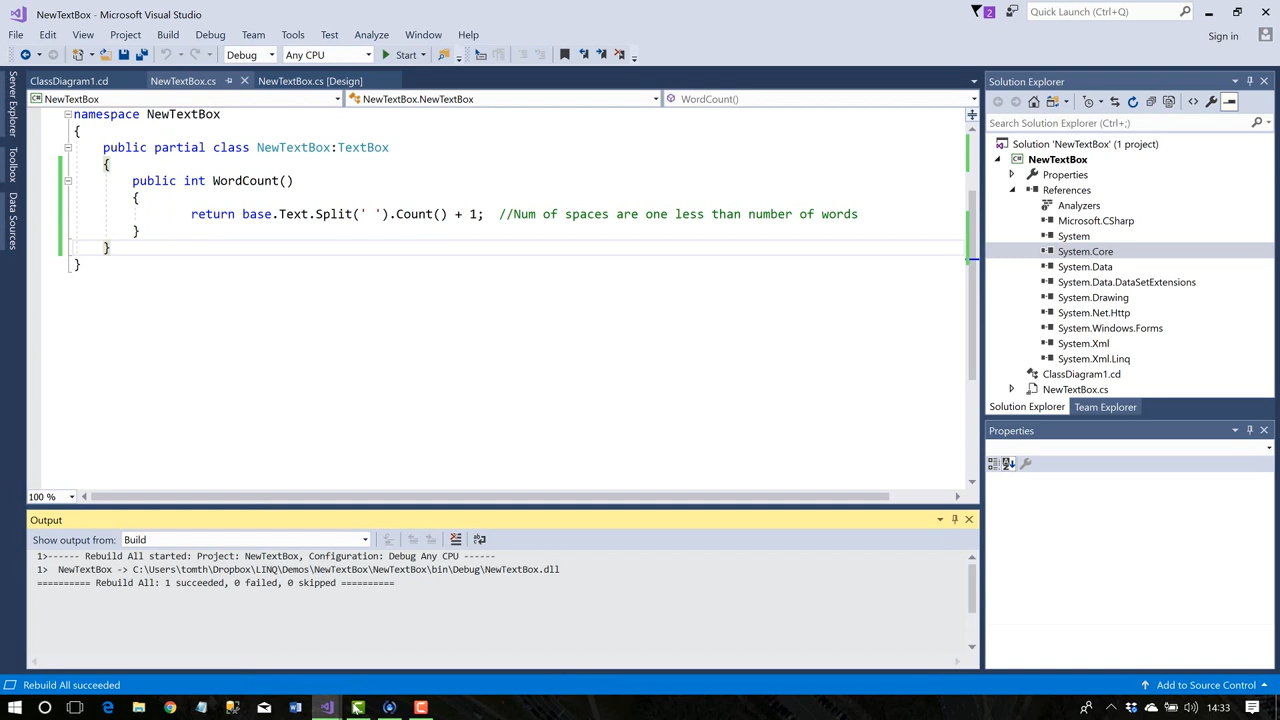 NewTextBox - Microsoft Visual Studio
2
Quick Launch (Ctrl+Q)
File Edit View Project Build Debug Team Tools Test Analyze Window Help
Sign in
Debug Any CPU Start
ClassDiagram1.cd NewTextBox.cs NewTextBox.cs [Design]
NewTextBox NewTextBox.NewTextBox WordCount()
Server Explorer
Toolbox
Data Sources
namespace NewTextBox
{
public partial class NewTextBox:TextBox
{
public int WordCount()
{
return base.Text.Split(' ').Count() + 1; //Num of spaces are one less than number of words
}
}
}
100 %
Solution Explorer
Search Solution Explorer (Ctrl+;)
Solution 'NewTextBox' (1 project)
NewTextBox
Properties
References
Analyzers
Microsoft.CSharp
System
System.Core
System.Data
System.Data.DataSetExtensions
System.Drawing
System.Net.Http
System.Windows.Forms
System.Xml
System.Xml.Linq
ClassDiagram1.cd
NewTextBox.cs
Solution Explorer Team Explorer
Properties
Output
Show output from: Build
1>------ Rebuild All started: Project: NewTextBox, Configuration: Debug Any CPU ------
1> NewTextBox -> C:\Users\tomth\Dropbox\LINQ\Demos\NewTextBox\NewTextBox\bin\Debug\NewTextBox.dll
========== Rebuild All: 1 succeeded, 0 failed, 0 skipped ==========
Rebuild All succeeded
Add to Source Control
14:33